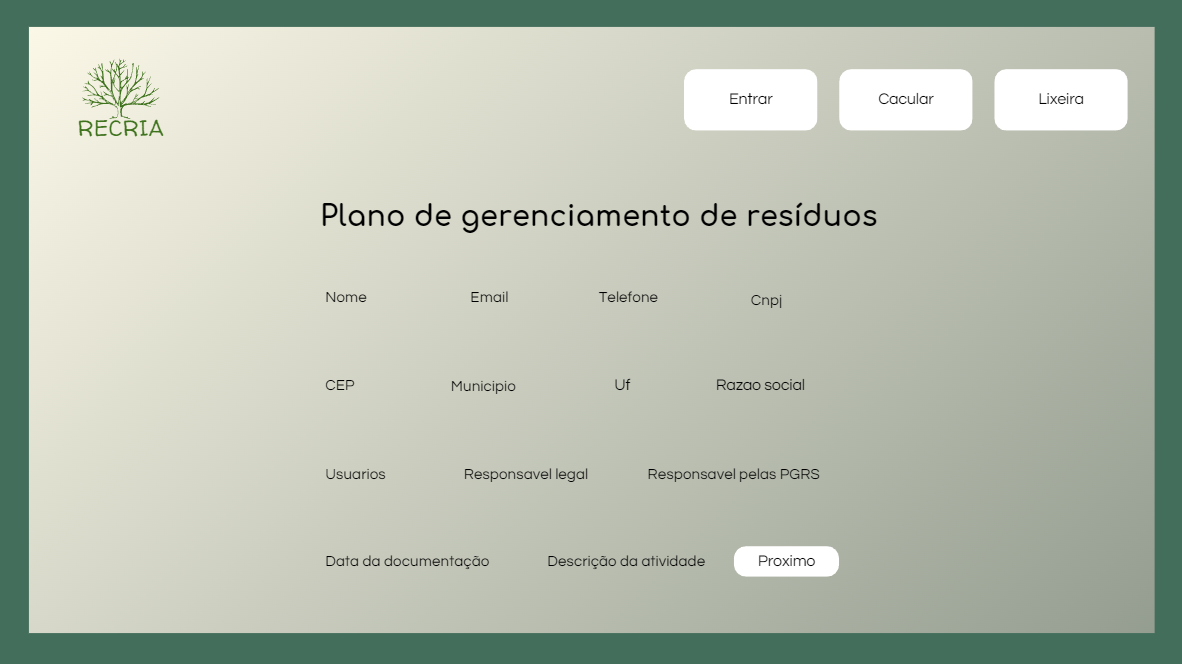 RECRIA
Entrar Cacular Lixeira
Plano de gerenciamento de resíduos
Nome Email Telefone Cnpj
CEP Municipio Uf Razao social
Usuarios Responsavel legal Responsavel pelas PGRS
Data da documentação Descrição da atividade Proximo